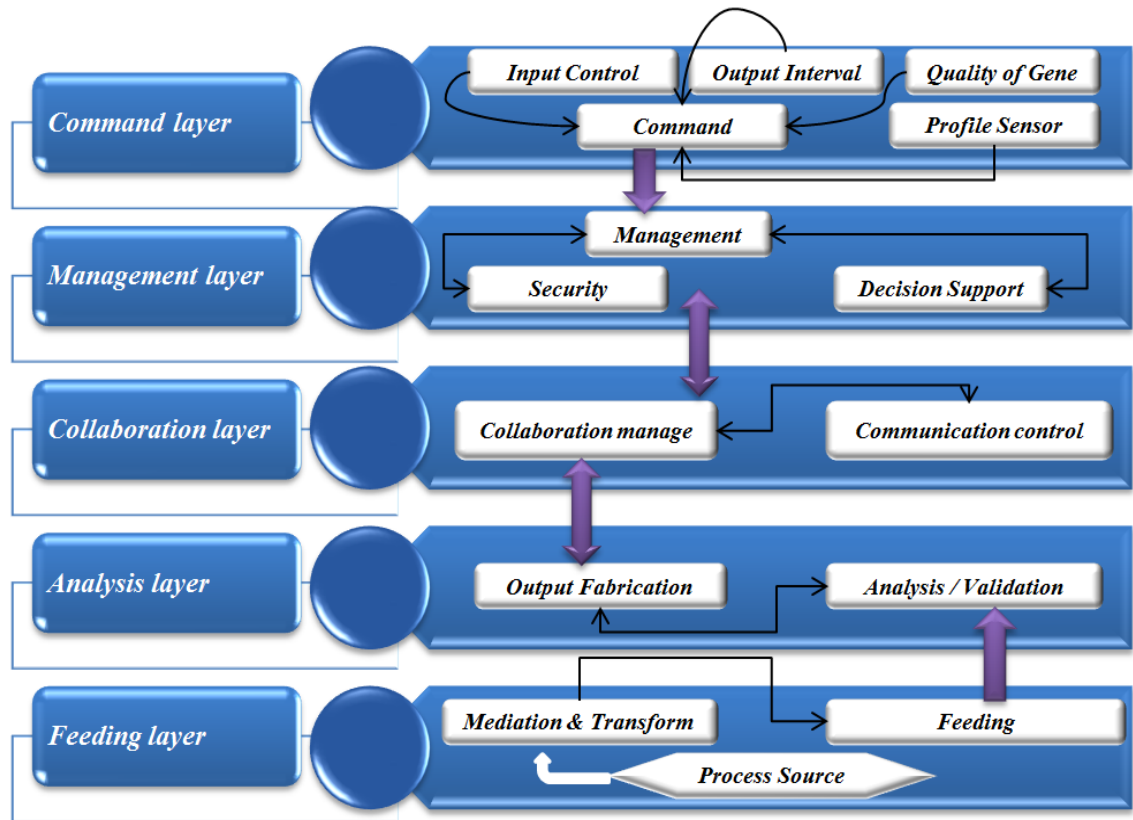 Command layer
Input Control
Output Interval
Quality of Gene
Command
Profile Sensor
Management layer
Management
Security
Decision Support
Collaboration layer
Collaboration manage
Communication control
Analysis layer
Output Fabrication
Analysis / Validation
Feeding layer
Mediation & Transform
Feeding
Process Source